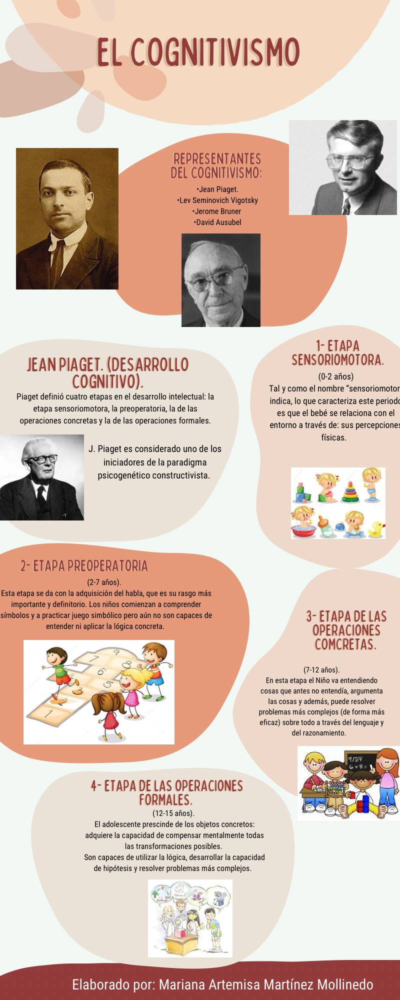 EL COGNITIVISMO
REPRESENTANTES
DEL COGNITIVISMO:
•Jean Piaget.
•Lev Seminovich Vigotsky
•Jerome Bruner
•David Ausubel
JEAN PIAGET. (DESARROLLO
COGNITIVO).
Piaget definió cuatro etapas en el desarrollo intelectual: la
etapa sensoriomotora, la preoperatoria, la de las
operaciones concretas y la de las operaciones formales.
J. Piaget es considerado uno de los
iniciadores de la paradigma
psicogenético constructivista.
1- ETAPA
SENSORIOMOTORA.
(0-2 años)
Tal y como el nombre “sensoriomotor
indica, lo que caracteriza este periodo
es que el bebé se relaciona con el
entorno a través de: sus percepciones
físicas.
2- ETAPA PREOPERATORIA
(2-7 años).
Esta etapa se da con la adquisición del habla, que es su rasgo más
importante y definitorio. Los niños comienzan a comprender
símbolos y a practicar juego simbólico pero aún no son capaces de
entender ni aplicar la lógica concreta.
1
2
3
5
6
7
8
9
3- ETAPA DE LAS
OPERACIONES
COMCRETAS.
(7-12 años).
En esta etapa el Niño va entendiendo
cosas que antes no entendía, argumenta
las cosas y además, puede resolver
problemas más complejos (de forma más
eficaz) sobre todo a través del lenguaje y
del razonamiento.
9√27
6×8=
4- ETAPA DE LAS OPERACIONES
FORMALES.
(12-15 años).
El adolescente prescinde de los objetos concretos:
adquiere la capacidad de compensar mentalmente todas
las transformaciones posibles.
Son capaces de utilizar la lógica, desarrollar la capacidad
de hipótesis y resolver problemas más complejos.
Elaborado por: Mariana Artemisa Martínez Mollinedo